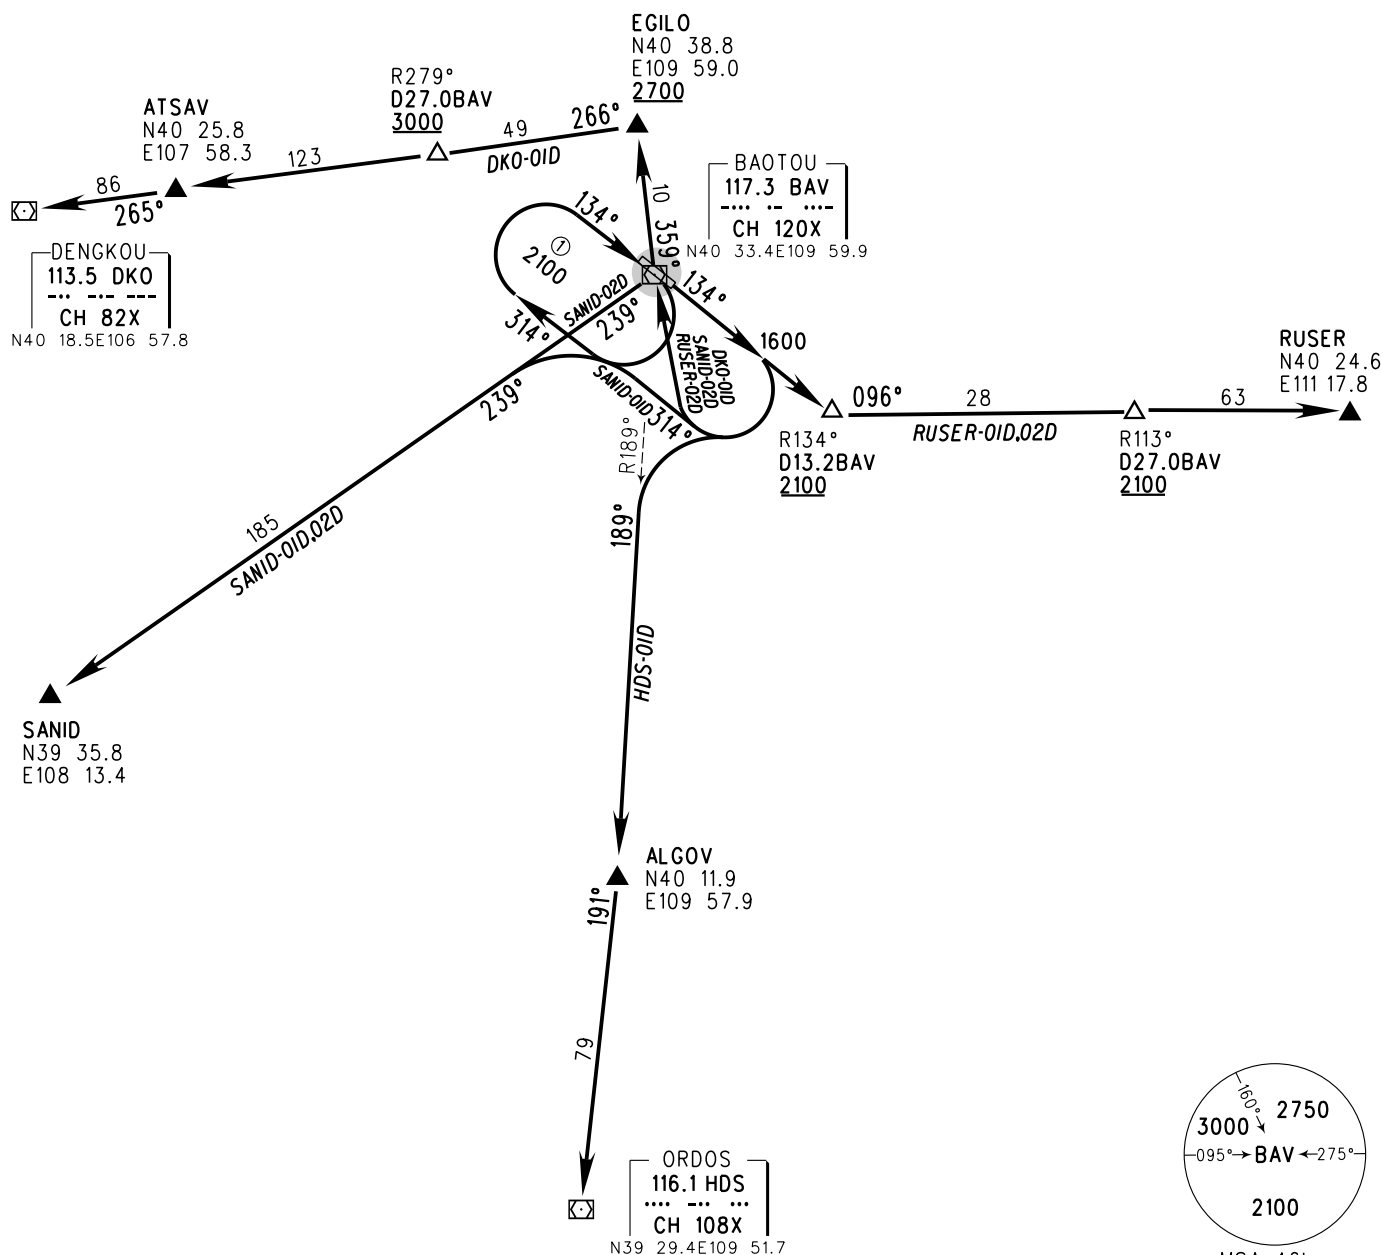 EGILO
N40 38.8
E109 59.0
2700
R279°
D27.0BAV
3000
ATSAV
N40 25.8
E107 58.3
49
266°
DKO-01D
123
86
265°
DENGKOU
113.5 DKO
-·· -·- ---
CH 82X
N40 18.5E106 57.8
BAOTOU
117.3 BAV
-··· ·- ···-
CH 120X
N40 33.4E109 59.9
10
359°
134°
①
2100
SANID-02D
239°
314°
134°
1600
DKO-01D
SANID-02D
RUSER-02D
SANID-01D
314°
239°
R189°
096°
28
63
RUSER-01D,02D
RUSER
N40 24.6
E111 17.8
R134°
D13.2BAV
2100
R113°
D27.0BAV
2100
189°
185
SANID-01D,02D
HDS-01D
SANID
N39 35.8
E108 13.4
ALGOV
N40 11.9
E109 57.9
191°
79
ORDOS
116.1 HDS
···· -·· ···
CH 108X
N39 29.4E109 51.7
160°
2750
3000
095°
BAV
275°
2100